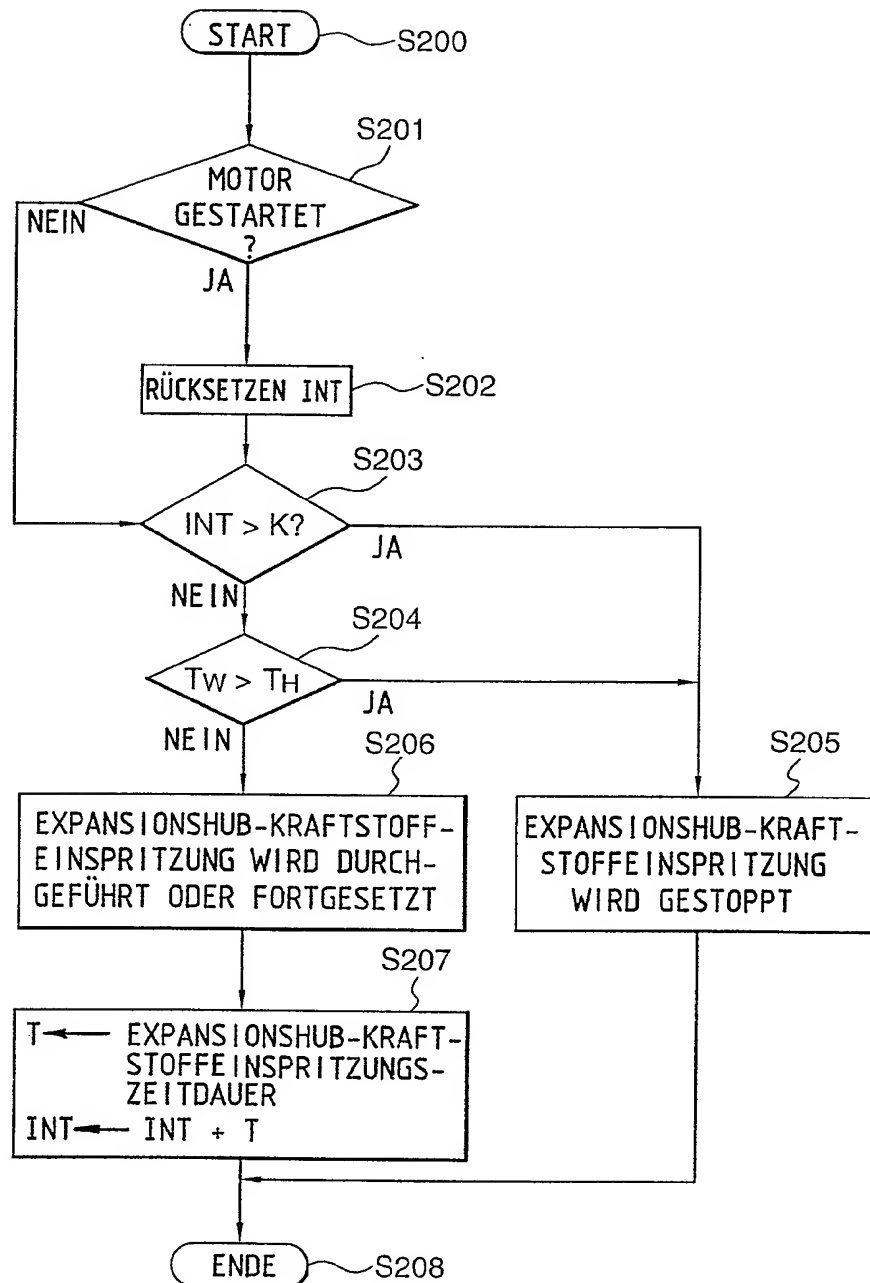 START
S200
S201
MOTOR
GESTARTET
?
NEIN
JA
RÜCKSETZEN INT
S202
S203
INT > K?
JA
NEIN
S204
TW > TH
JA
NEIN
S206
EXPANSIONSHUB-KRAFTSTOFF-
EINSPRITZUNG WIRD DURCH-
GEFÜHRT ODER FORTGESETZT
S205
EXPANSIONSHUB-KRAFT-
STOFFEINSPRITZUNG
WIRD GESTOPPT
S207
T← EXPANSIONSHUB-KRAFT-
STOFFEINSPRITZUNGS-
ZEITDAUER
INT← INT + T
ENDE
S208